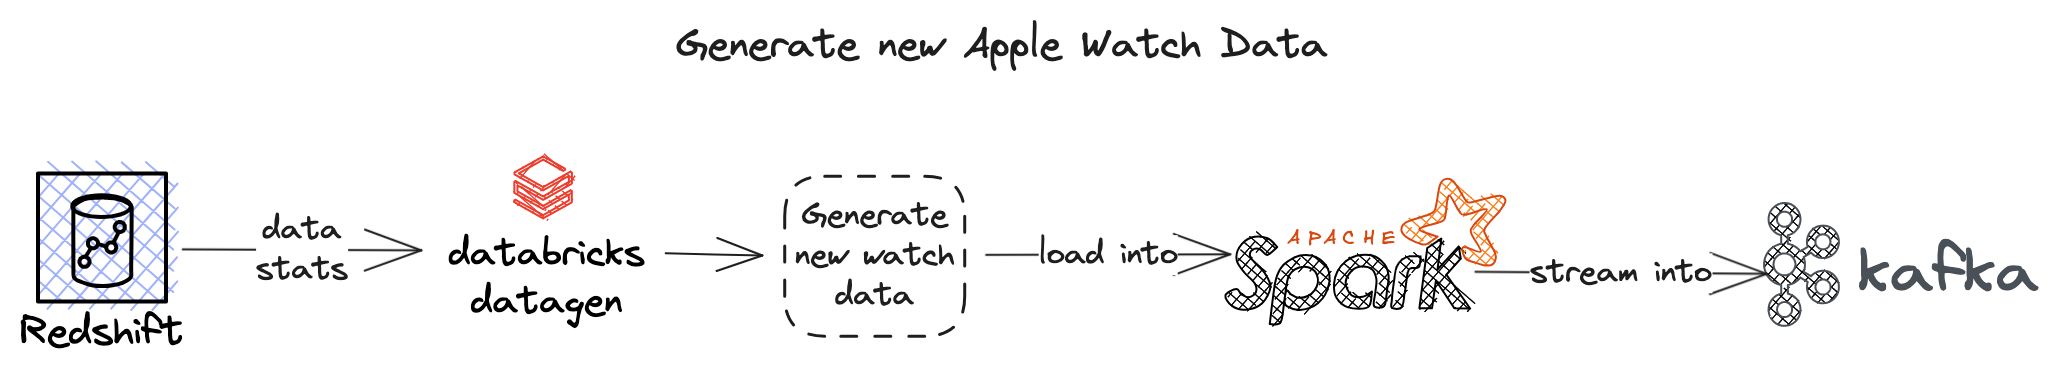 Generate new Apple Watch Data
data
stats
Redshift
databricks
datagen
Generate
new watch
data
load into
APACHE
Spark
stream into
kafka